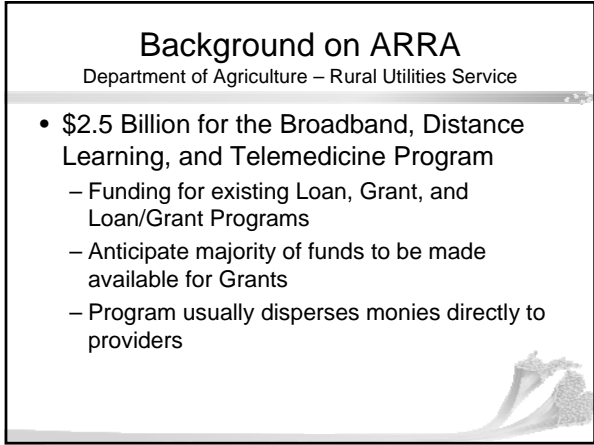 Background on ARRA
Department of Agriculture – Rural Utilities Service
• $2.5 Billion for the Broadband, Distance
Learning, and Telemedicine Program
– Funding for existing Loan, Grant, and
Loan/Grant Programs
– Anticipate majority of funds to be made
available for Grants
– Program usually disperses monies directly to
providers